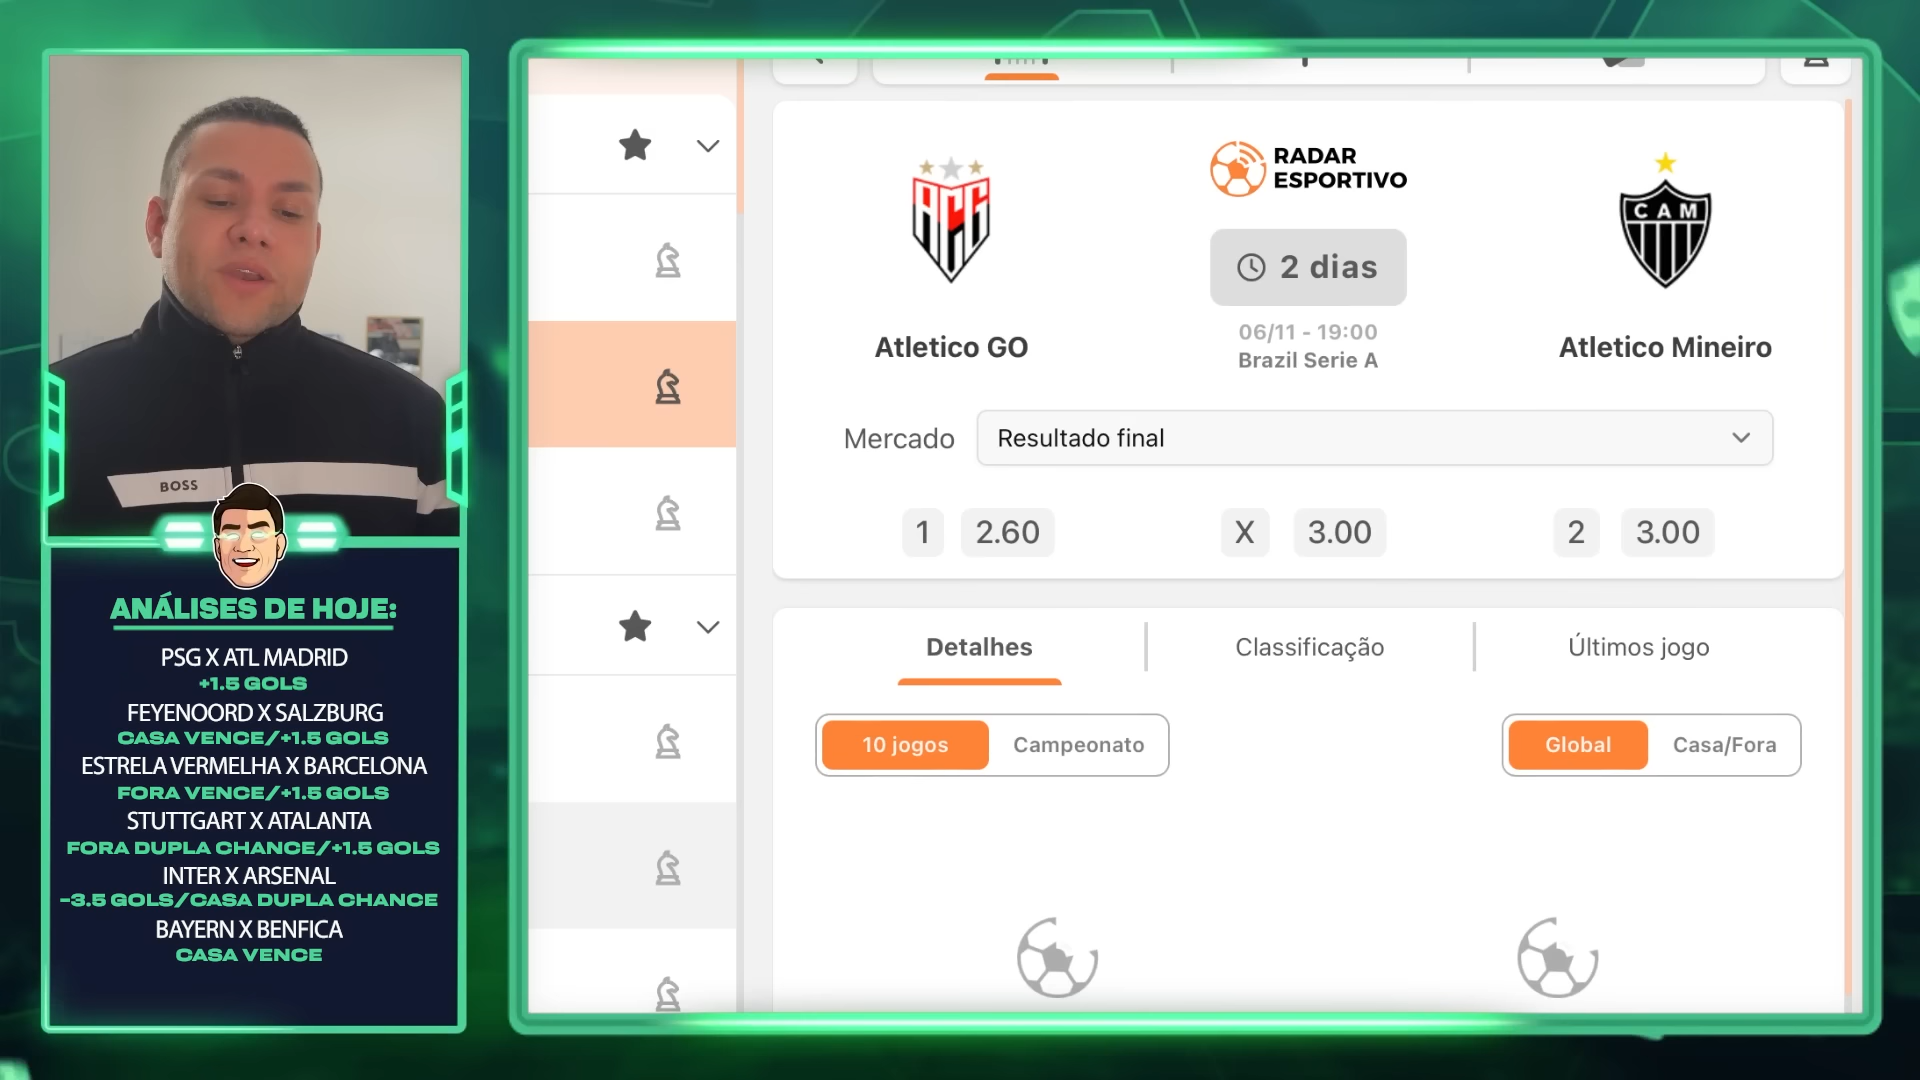 BOSS
ANÁLISES DE HOJE:
PSG X ATL MADRID
+1.5 GOLS
FEYENOORD X SALZBURG
CASA VENCE/+1.5 GOLS
ESTRELA VERMELHA X BARCELONA
FORA VENCE/+1.5 GOLS
STUTTGART X ATALANTA
FORA DUPLA CHANCE/+1.5 GOLS
INTER X ARSENAL
-3.5 GOLS/CASA DUPLA CHANCE
BAYERN X BENFICA
CASA VENCE
ACG
RADAR
ESPORTIVO
CAM
2 dias
06/11 - 19:00
Brazil Serie A
Atletico GO
Atletico Mineiro
Mercado
Resultado final
1 2.60
X 3.00
2 3.00
Detalhes
Classificação
Últimos jogo
10 jogos
Campeonato
Global
Casa/Fora